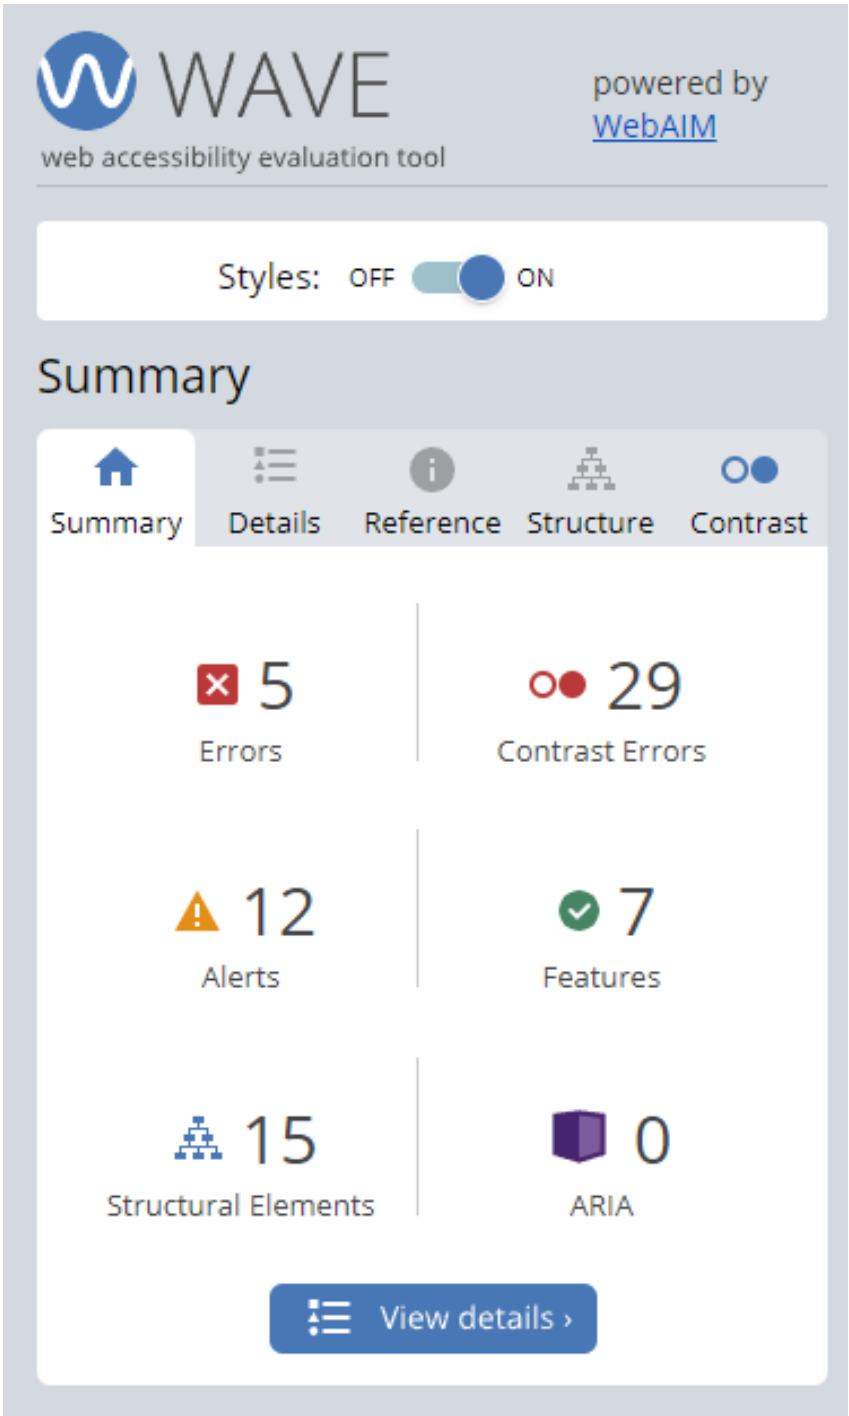 WAVE
powered by
WebAIM
web accessibility evaluation tool
Styles: OFF ON
Summary
Summary Details Reference Structure Contrast
5 29
Errors Contrast Errors
12 7
Alerts Features
15 0
Structural Elements ARIA
View details ›